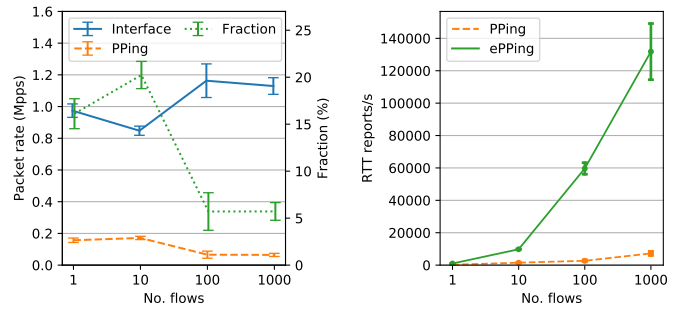 Interface
PPing
Fraction
1.6
1.4
1.2
1.0
0.8
0.6
0.4
0.2
0.0
Packet rate (Mpps)
25
20
15
10
5
0
Fraction (%)
1 10 100 1000
No. flows
PPing
ePPing
140000
120000
100000
80000
60000
40000
20000
0
RTT reports/s
1 10 100 1000
No. flows